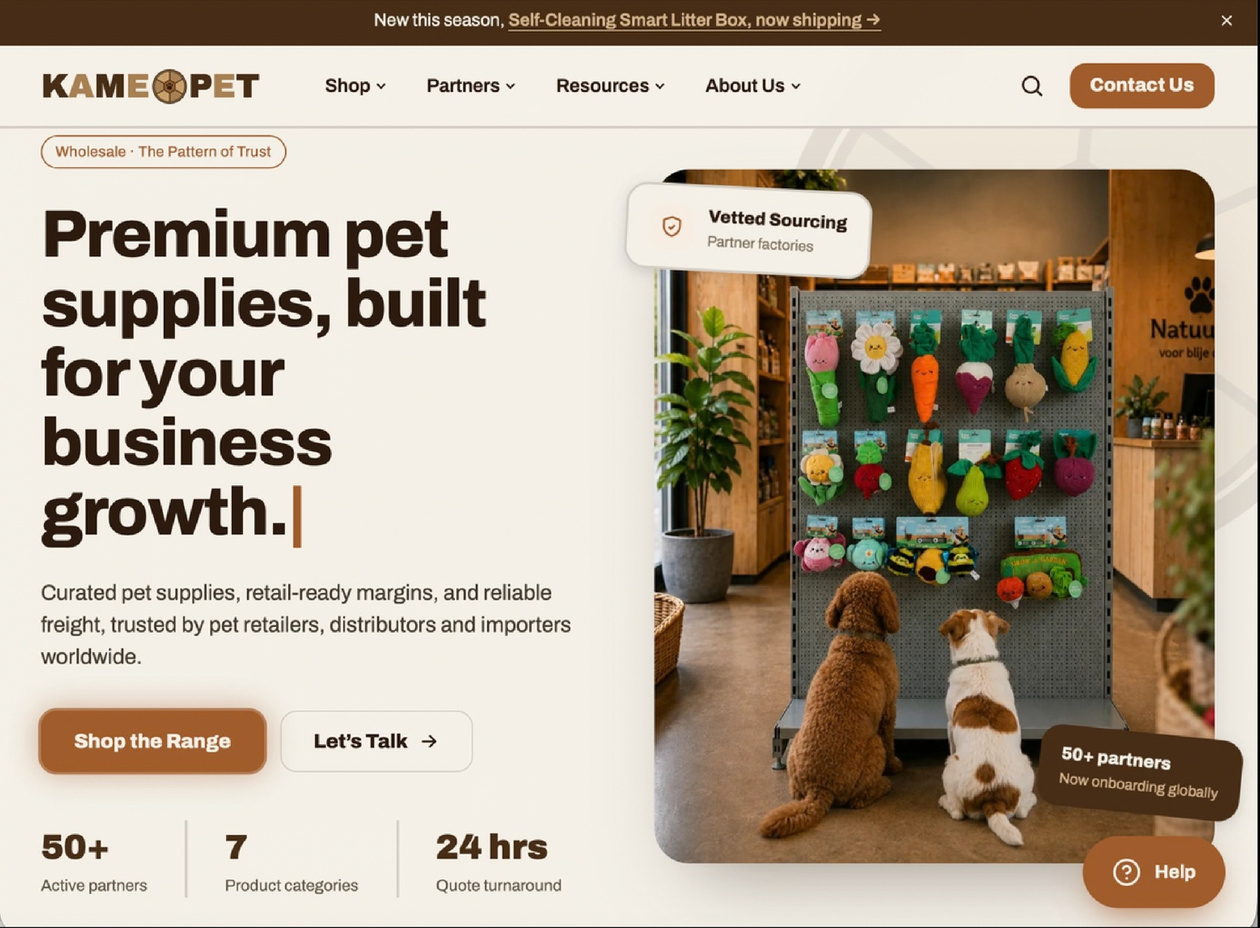 New this season, Self-Cleaning Smart Litter Box, now shipping →
KAMEOPET
Shop
Partners
Resources
About Us
Contact Us
Wholesale · The Pattern of Trust
Premium pet
supplies, built
for your
business
growth.
Curated pet supplies, retail-ready margins, and reliable
freight, trusted by pet retailers, distributors and importers
worldwide.
Shop the Range
Let’s Talk →
50+
Active partners
7
Product categories
24 hrs
Quote turnaround
Vetted Sourcing
Partner factories
Natuu
voor blije
50+ partners
Now onboarding globally
Help